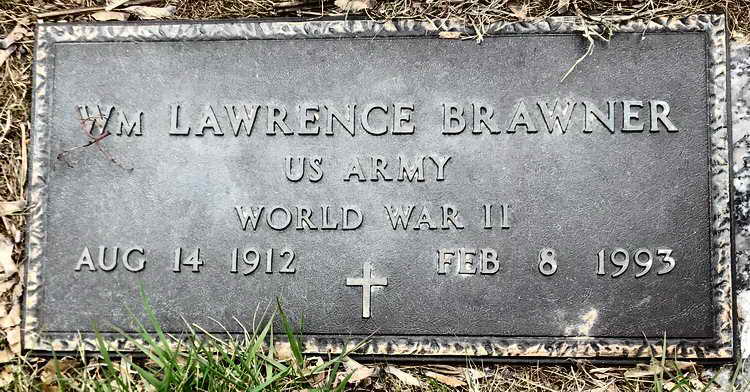 Wm LAWRENCE BRAWNER
US ARMY
WORLD WAR II
AUG 14 1912 FEB 8 1993